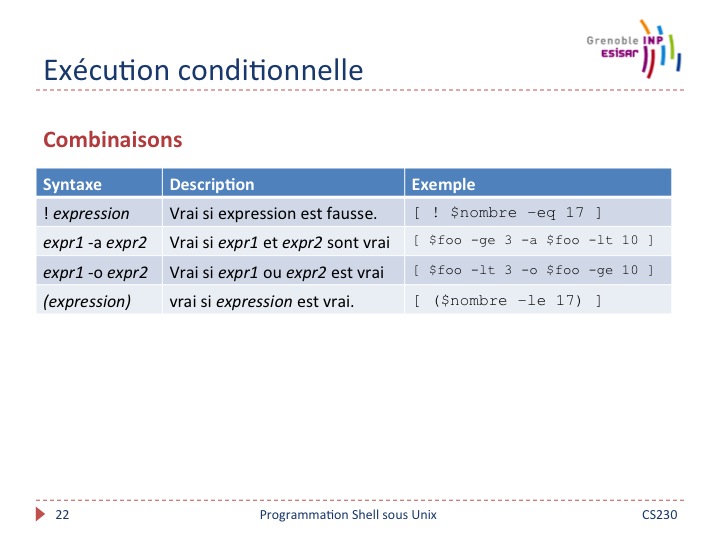 Grenoble INP
ESISAR
Exécution conditionnelle
Combinaisons
Syntaxe Description Exemple
! expression Vrai si expression est fausse. [ ! $nombre –eq 17 ]
expr1 -a expr2 Vrai si expr1 et expr2 sont vrai [ $foo -ge 3 -a $foo -lt 10 ]
expr1 -o expr2 Vrai si expr1 ou expr2 est vrai [ $foo -lt 3 -o $foo -ge 10 ]
(expression) vrai si expression est vrai. [ ($nombre –le 17) ]
22 Programmation Shell sous Unix CS230